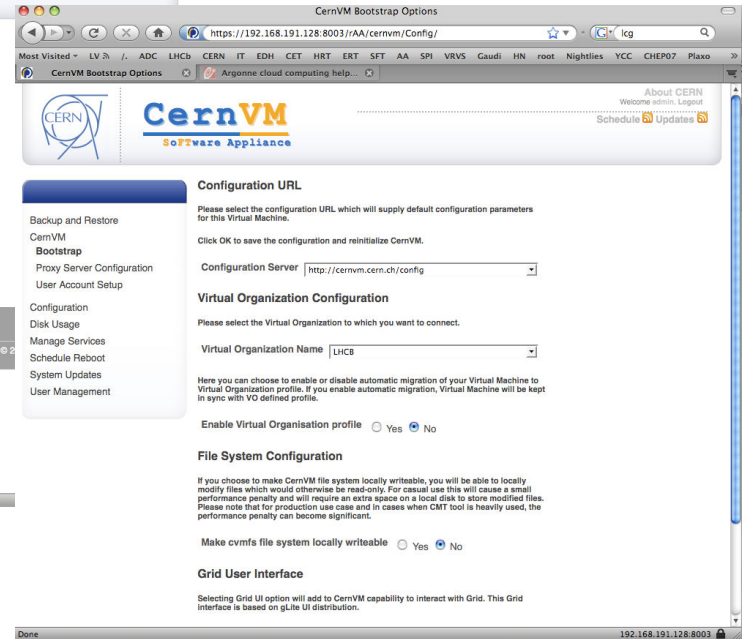 CernVM Bootstrap Options
https://192.168.191.128:8003/rAA/cernvm/Config/
lcg
Most Visited LV /. ADC LHCb CERN IT EDH CET HRT ERT SFT AA SPI VRVS Gaudi HN root Nightlies YCC CHEP07 Plaxo »
CernVM Bootstrap Options
Argonne cloud computing help...
CERN
CernVM
SoFTware Appliance
About CERN
Welcome admin. Logout
Schedule Updates
Backup and Restore
CernVM
Bootstrap
Proxy Server Configuration
User Account Setup
Configuration
Disk Usage
Manage Services
Schedule Reboot
System Updates
User Management
© 2
Configuration URL
Please select the configuration URL which will supply default configuration parameters
for this Virtual Machine.
Click OK to save the configuration and reinitialize CernVM.
Configuration Server http://cernvm.cern.ch/config
Virtual Organization Configuration
Please select the Virtual Organization to which you want to connect.
Virtual Organization Name LHCB
Here you can choose to enable or disable automatic migration of your Virtual Machine to
Virtual Organization profile. If you enable automatic migration, Virtual Machine will be kept
in sync with VO defined profile.
Enable Virtual Organisation profile Yes No
File System Configuration
If you choose to make CernVM file system locally writeable, you will be able to locally
modify files which would otherwise be read-only. For casual use this will cause a small
performance penalty and will require an extra space on a local disk to store modified files.
Please note that for production use case and in cases when CMT tool is heavily used, the
performance penalty can become significant.
Make cvmfs file system locally writeable Yes No
Grid User Interface
Selecting Grid UI option will add to CernVM capability to interact with Grid. This Grid
interface is based on gLite UI distribution.
Done
192.168.191.128:8003